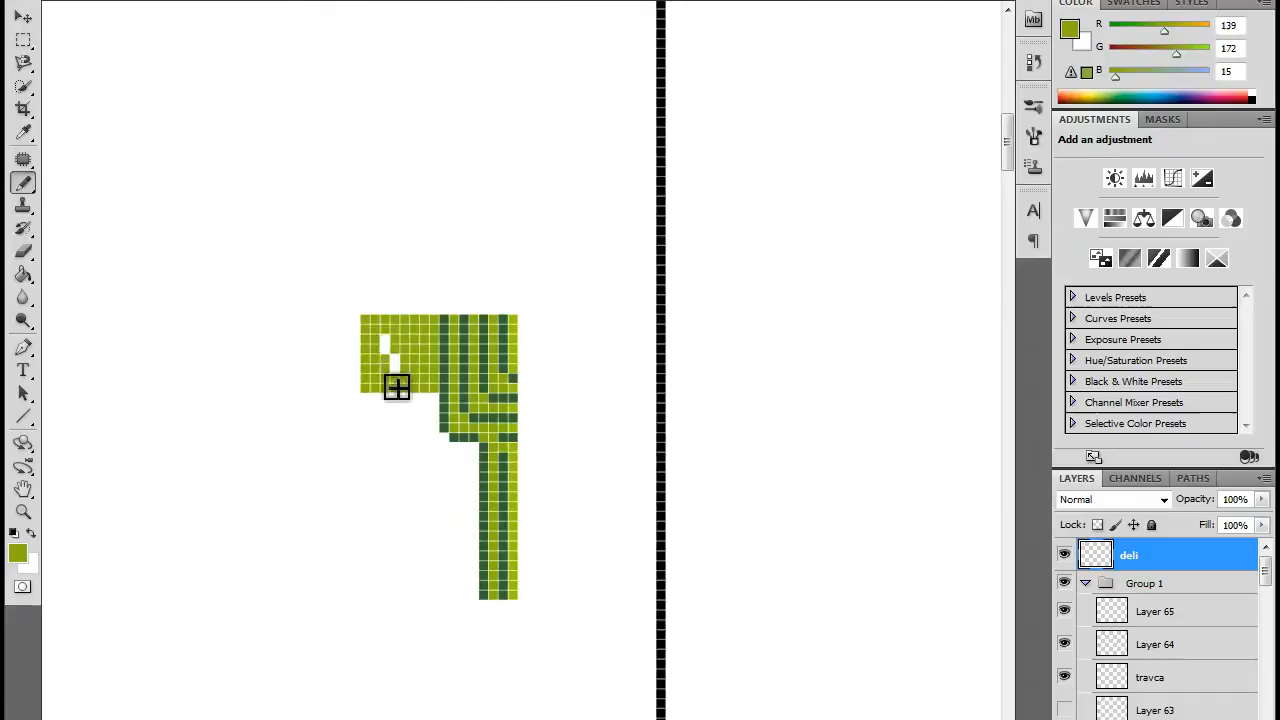 COLOR SWATCHES STYLES
R 139
G 172
B 15
ADJUSTMENTS MASKS
Add an adjustment
Levels Presets
Curves Presets
Exposure Presets
Hue/Saturation Presets
Black & White Presets
Channel Mixer Presets
Selective Color Presets
LAYERS CHANNELS PATHS
Normal Opacity: 100%
Lock: Fill: 100%
deli
Group 1
Layer 65
Layer 64
travca
Layer 63
Mb
A
T